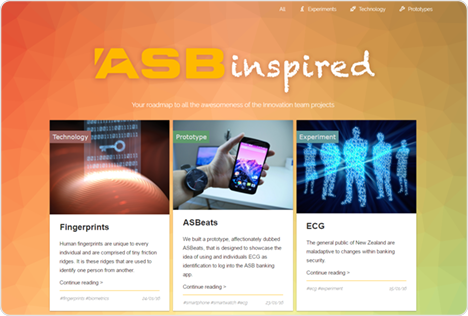 All Experiments Technology Prototypes
ASB inspired
Your roadmap to all the awesomeness of the Innovation team projects
Technology
Prototype
Experiment
Fingerprints
Human fingerprints are unique to every
individual and are comprised of tiny friction
ridges. It is these ridges that are used to
identify one person from another.
Continue reading »
#fingerprints #biometrics
ASBeats
We built a prototype, affectionately dubbed
ASBeats, that is designed to showcase the
idea of using and individuals ECG as
identification to log into the ASB banking
app.
Continue reading »
#smartphone #smartwatch #ecg
ECG
The general public of New Zealand are
maladaptive to changes within banking
security.
Continue reading »
#ecg #experiment